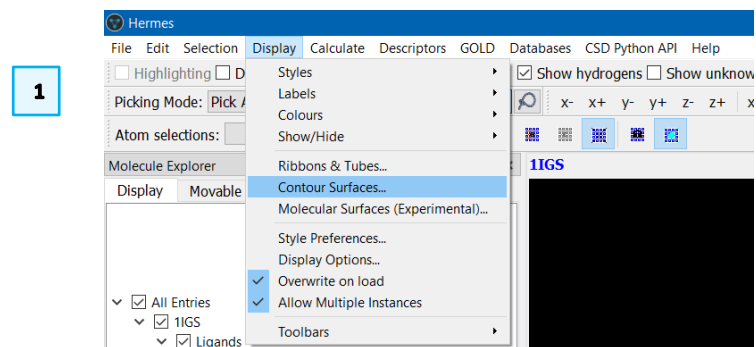 1
Hermes
File Edit Selection Display Calculate Descriptors GOLD Databases CSD Python API Help
Highlighting D
Show hydrogens Show unknow
Picking Mode: Pick A
x- x+ y- y+ z- z+ x
Atom selections:
Molecule Explorer
1IGS
Display Movable
All Entries
1IGS
Ligands
Styles
Labels
Colours
Show/Hide
Ribbons & Tubes...
Contour Surfaces...
Molecular Surfaces (Experimental)...
Style Preferences...
Display Options...
Overwrite on load
Allow Multiple Instances
Toolbars